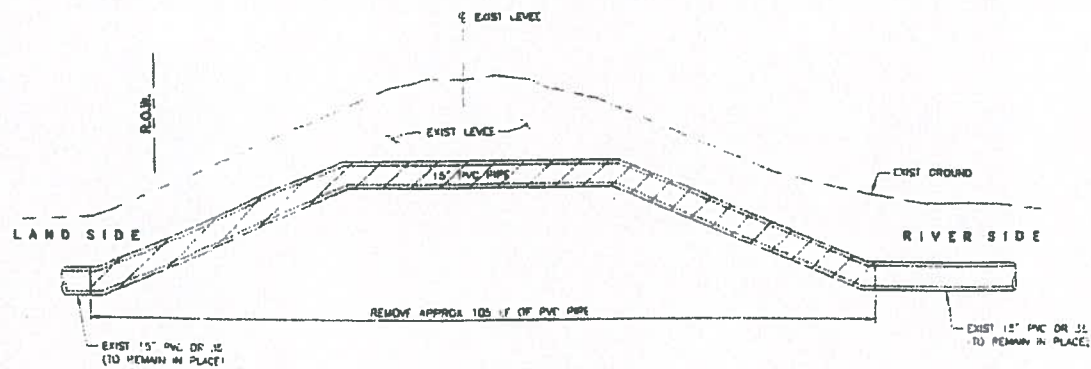 ℄ EXIST LEVEE
R.O.W.
EXIST LEVEE
15" PVC PIPE
EXIST GROUND
LAND SIDE
RIVER SIDE
REMOVE APPROX 105 LF OF PVC PIPE
EXIST 15" PVC OR
(TO REMAIN IN PLACE)
EXIST 15" PVC OR
(TO REMAIN IN PLACE)